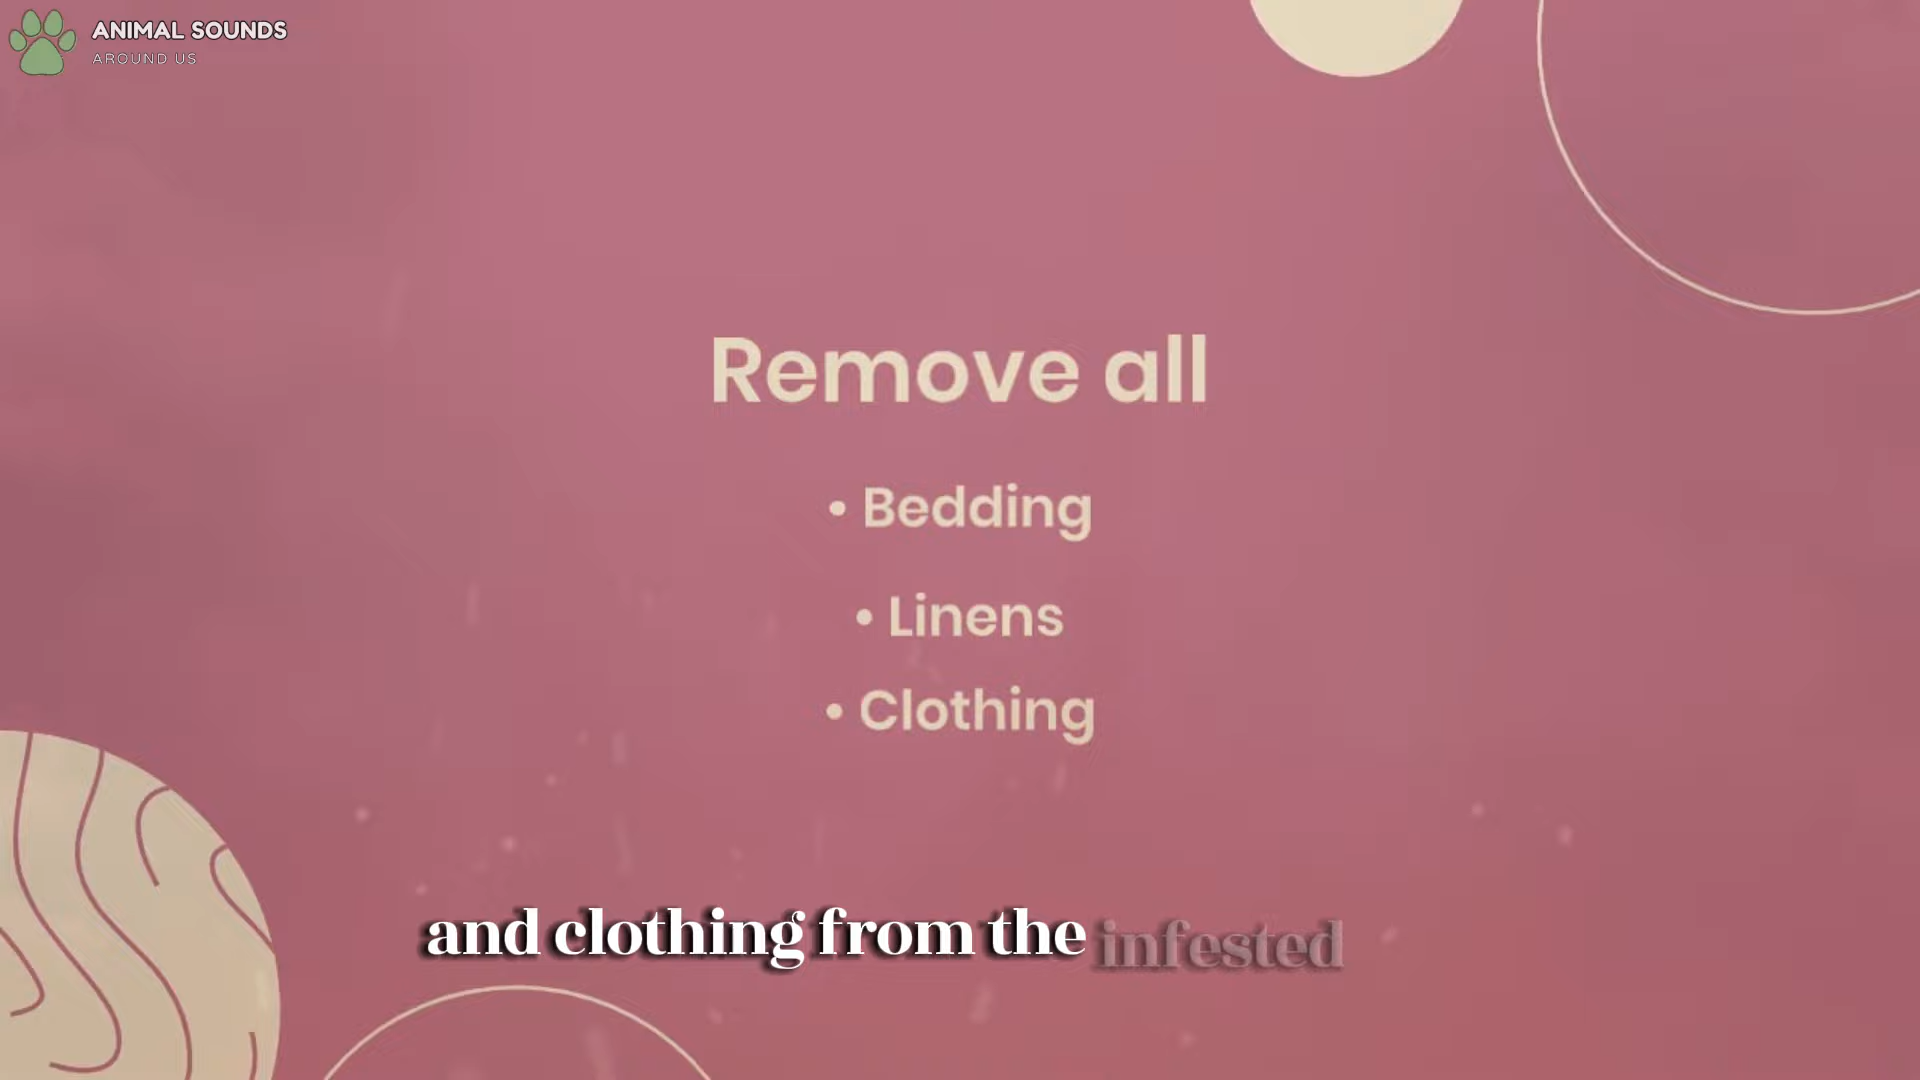 ANIMAL SOUNDS
AROUND US
Remove all
• Bedding
• Linens
• Clothing
and clothing from the infested